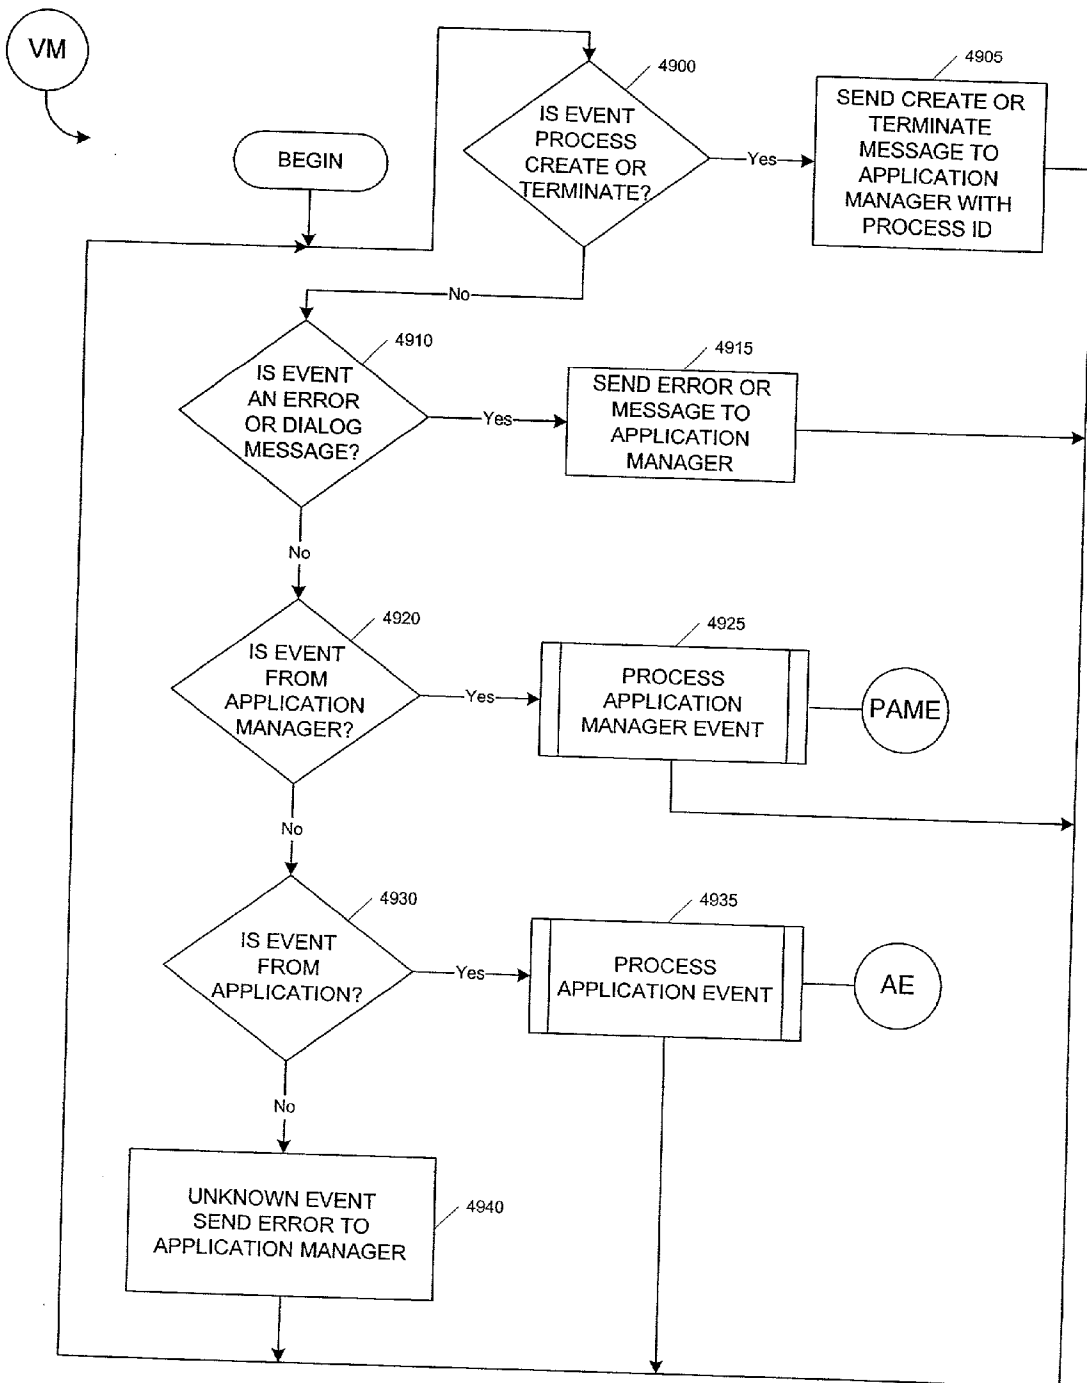 VM
BEGIN
4900
IS EVENT
PROCESS
CREATE OR
TERMINATE?
Yes
4905
SEND CREATE OR
TERMINATE
MESSAGE TO
APPLICATION
MANAGER WITH
PROCESS ID
No
4910
IS EVENT
AN ERROR
OR DIALOG
MESSAGE?
Yes
4915
SEND ERROR OR
MESSAGE TO
APPLICATION
MANAGER
No
4920
IS EVENT
FROM
APPLICATION
MANAGER?
Yes
4925
PROCESS
APPLICATION
MANAGER EVENT
PAME
No
4930
IS EVENT
FROM
APPLICATION?
Yes
4935
PROCESS
APPLICATION EVENT
AE
No
UNKNOWN EVENT
SEND ERROR TO
APPLICATION MANAGER
4940